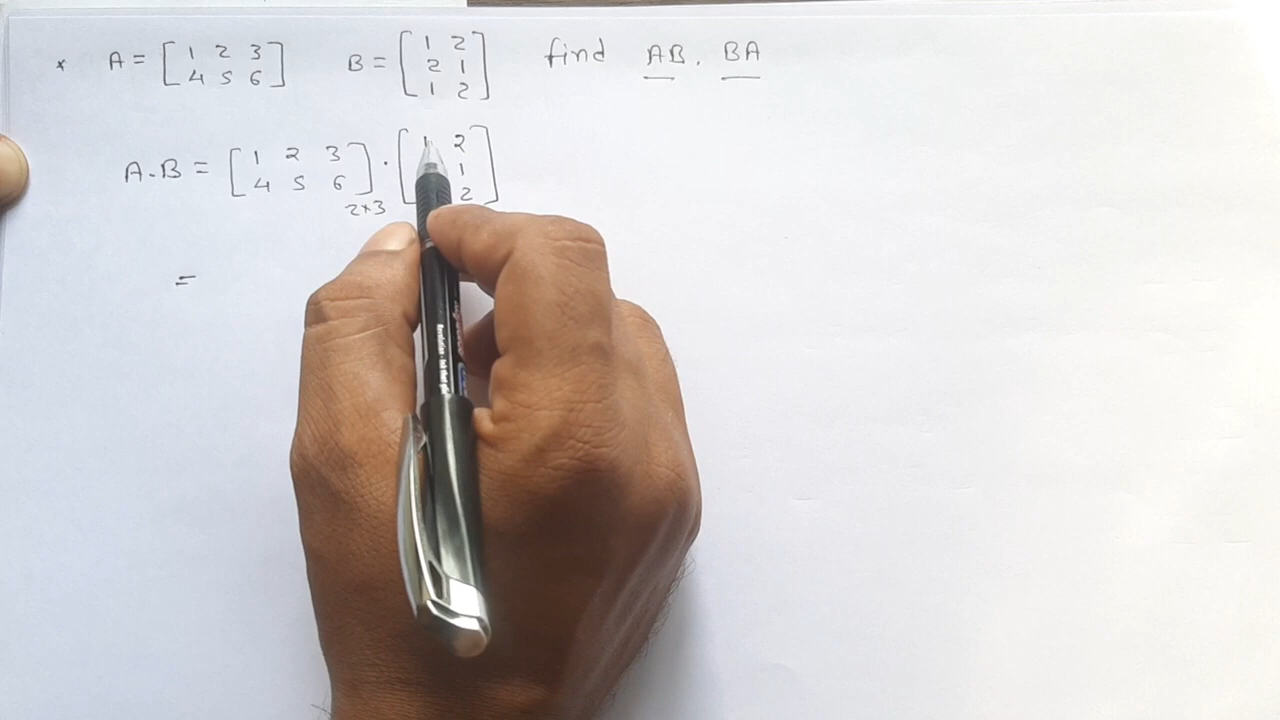 * A = [ 1 2 3 B = [ 1 2 find AB, BA
4 5 6 ] 2 1
1 2 ]
A.B = [ 1 2 3 . [ 1 2
4 5 6 ] 1
2×3 2 ]
=